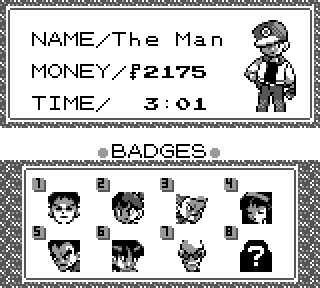 NAME/The Man
MONEY/₽2175
TIME/ 3:01
BADGES
1 2 3 4
5 6 7 8
?